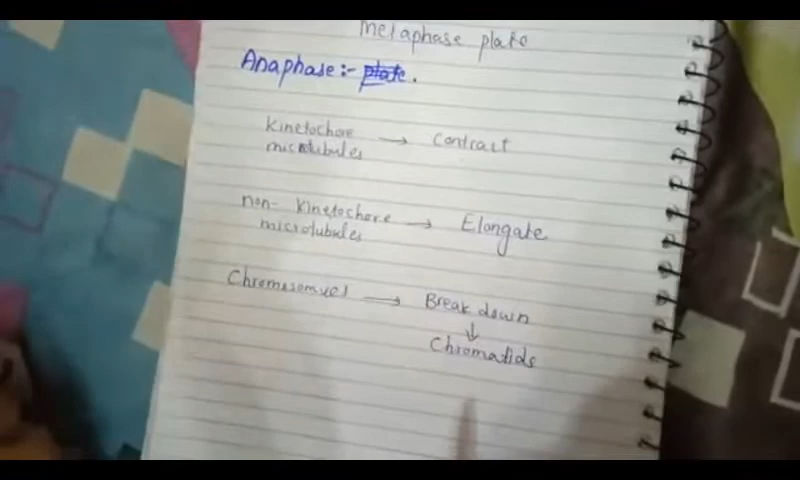 Metaphase plate
Anaphase:- plate.
Kinetochore → Contract
microtubules
non-Kinetochore → Elongate
microtubules
Chromosomes → Break down
↓
Chromatids